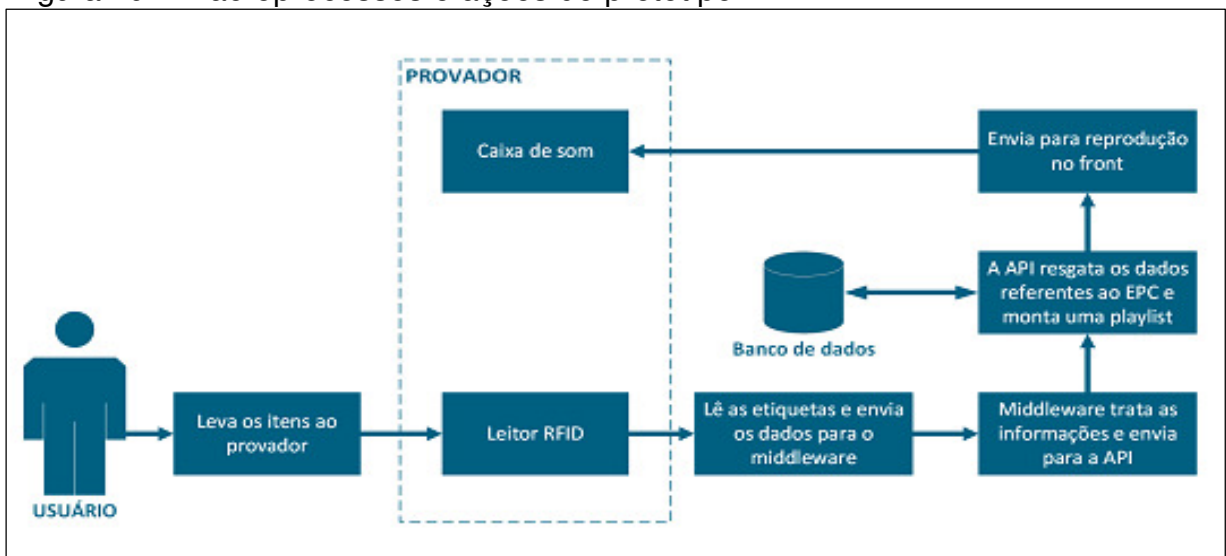 PROVADOR
Caixa de som
Envia para reprodução
no front
A API resgata os dados
referentes ao EPC e
monta uma playlist
Banco de dados
Leva os itens ao
provador
Leitor RFID
Lê as etiquetas e envia
os dados para o
middleware
Middleware trata as
informações e envia
para a API
USUÁRIO